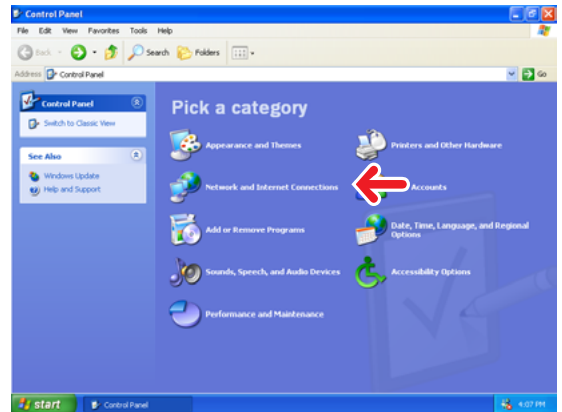 Control Panel
File Edit View Favorites Tools Help
Back Search Folders
Address Control Panel Go
Control Panel
Switch to Classic View
See Also
Windows Update
Help and Support
Pick a category
Appearance and Themes
Printers and Other Hardware
Network and Internet Connections
Accounts
Add or Remove Programs
Date, Time, Language, and Regional
Options
Sounds, Speech, and Audio Devices
Accessibility Options
Performance and Maintenance
start Control Panel 4:07 PM